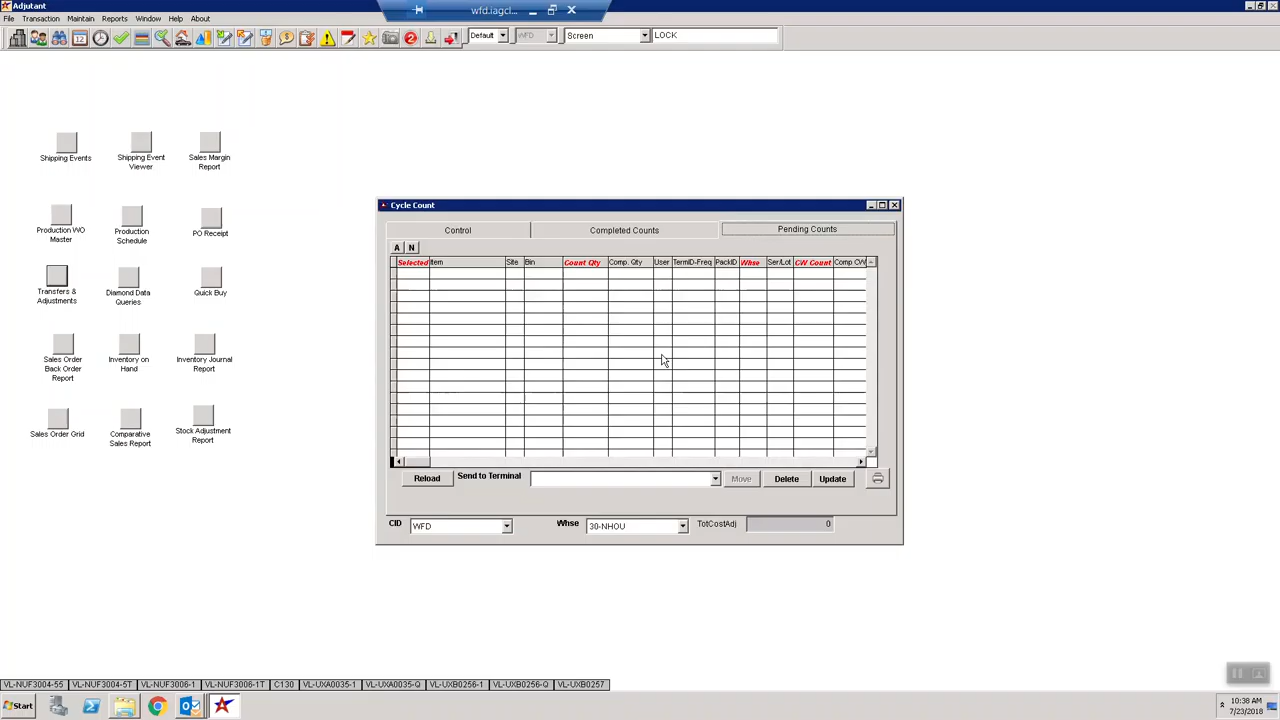 Adjutant
wfd.iagcl...
File Transaction Maintain Reports Window Help About
Default WFD Screen LOCK
Shipping Events
Shipping Event
Viewer
Sales Margin
Report
Production WO
Master
Production
Schedule
PO Receipt
Transfers &
Adjustments
Diamond Data
Queries
Quick Buy
Sales Order
Back Order
Report
Inventory on
Hand
Inventory Journal
Report
Sales Order Grid
Comparative
Sales Report
Stock Adjustment
Report
Cycle Count
Control Completed Counts Pending Counts
A N
Selected Item Site Bin Count Qty Comp. Qty User TermID-Freq PackID Whse Ser/Lot CW Count Comp CW
Reload Send to Terminal Move Delete Update
CID WFD Whse 30-NHOU TotCostAdj 0
VL-NUF3004-55 VL-NUF3004-5T VL-NUF3006-1 VL-NUF3006-1T C130 VL-UXA0035-1 VL-UXA0035-Q VL-UXB0256-1 VL-UXB0256-Q VL-UXB0257
Start
10:38 AM
7/23/2018